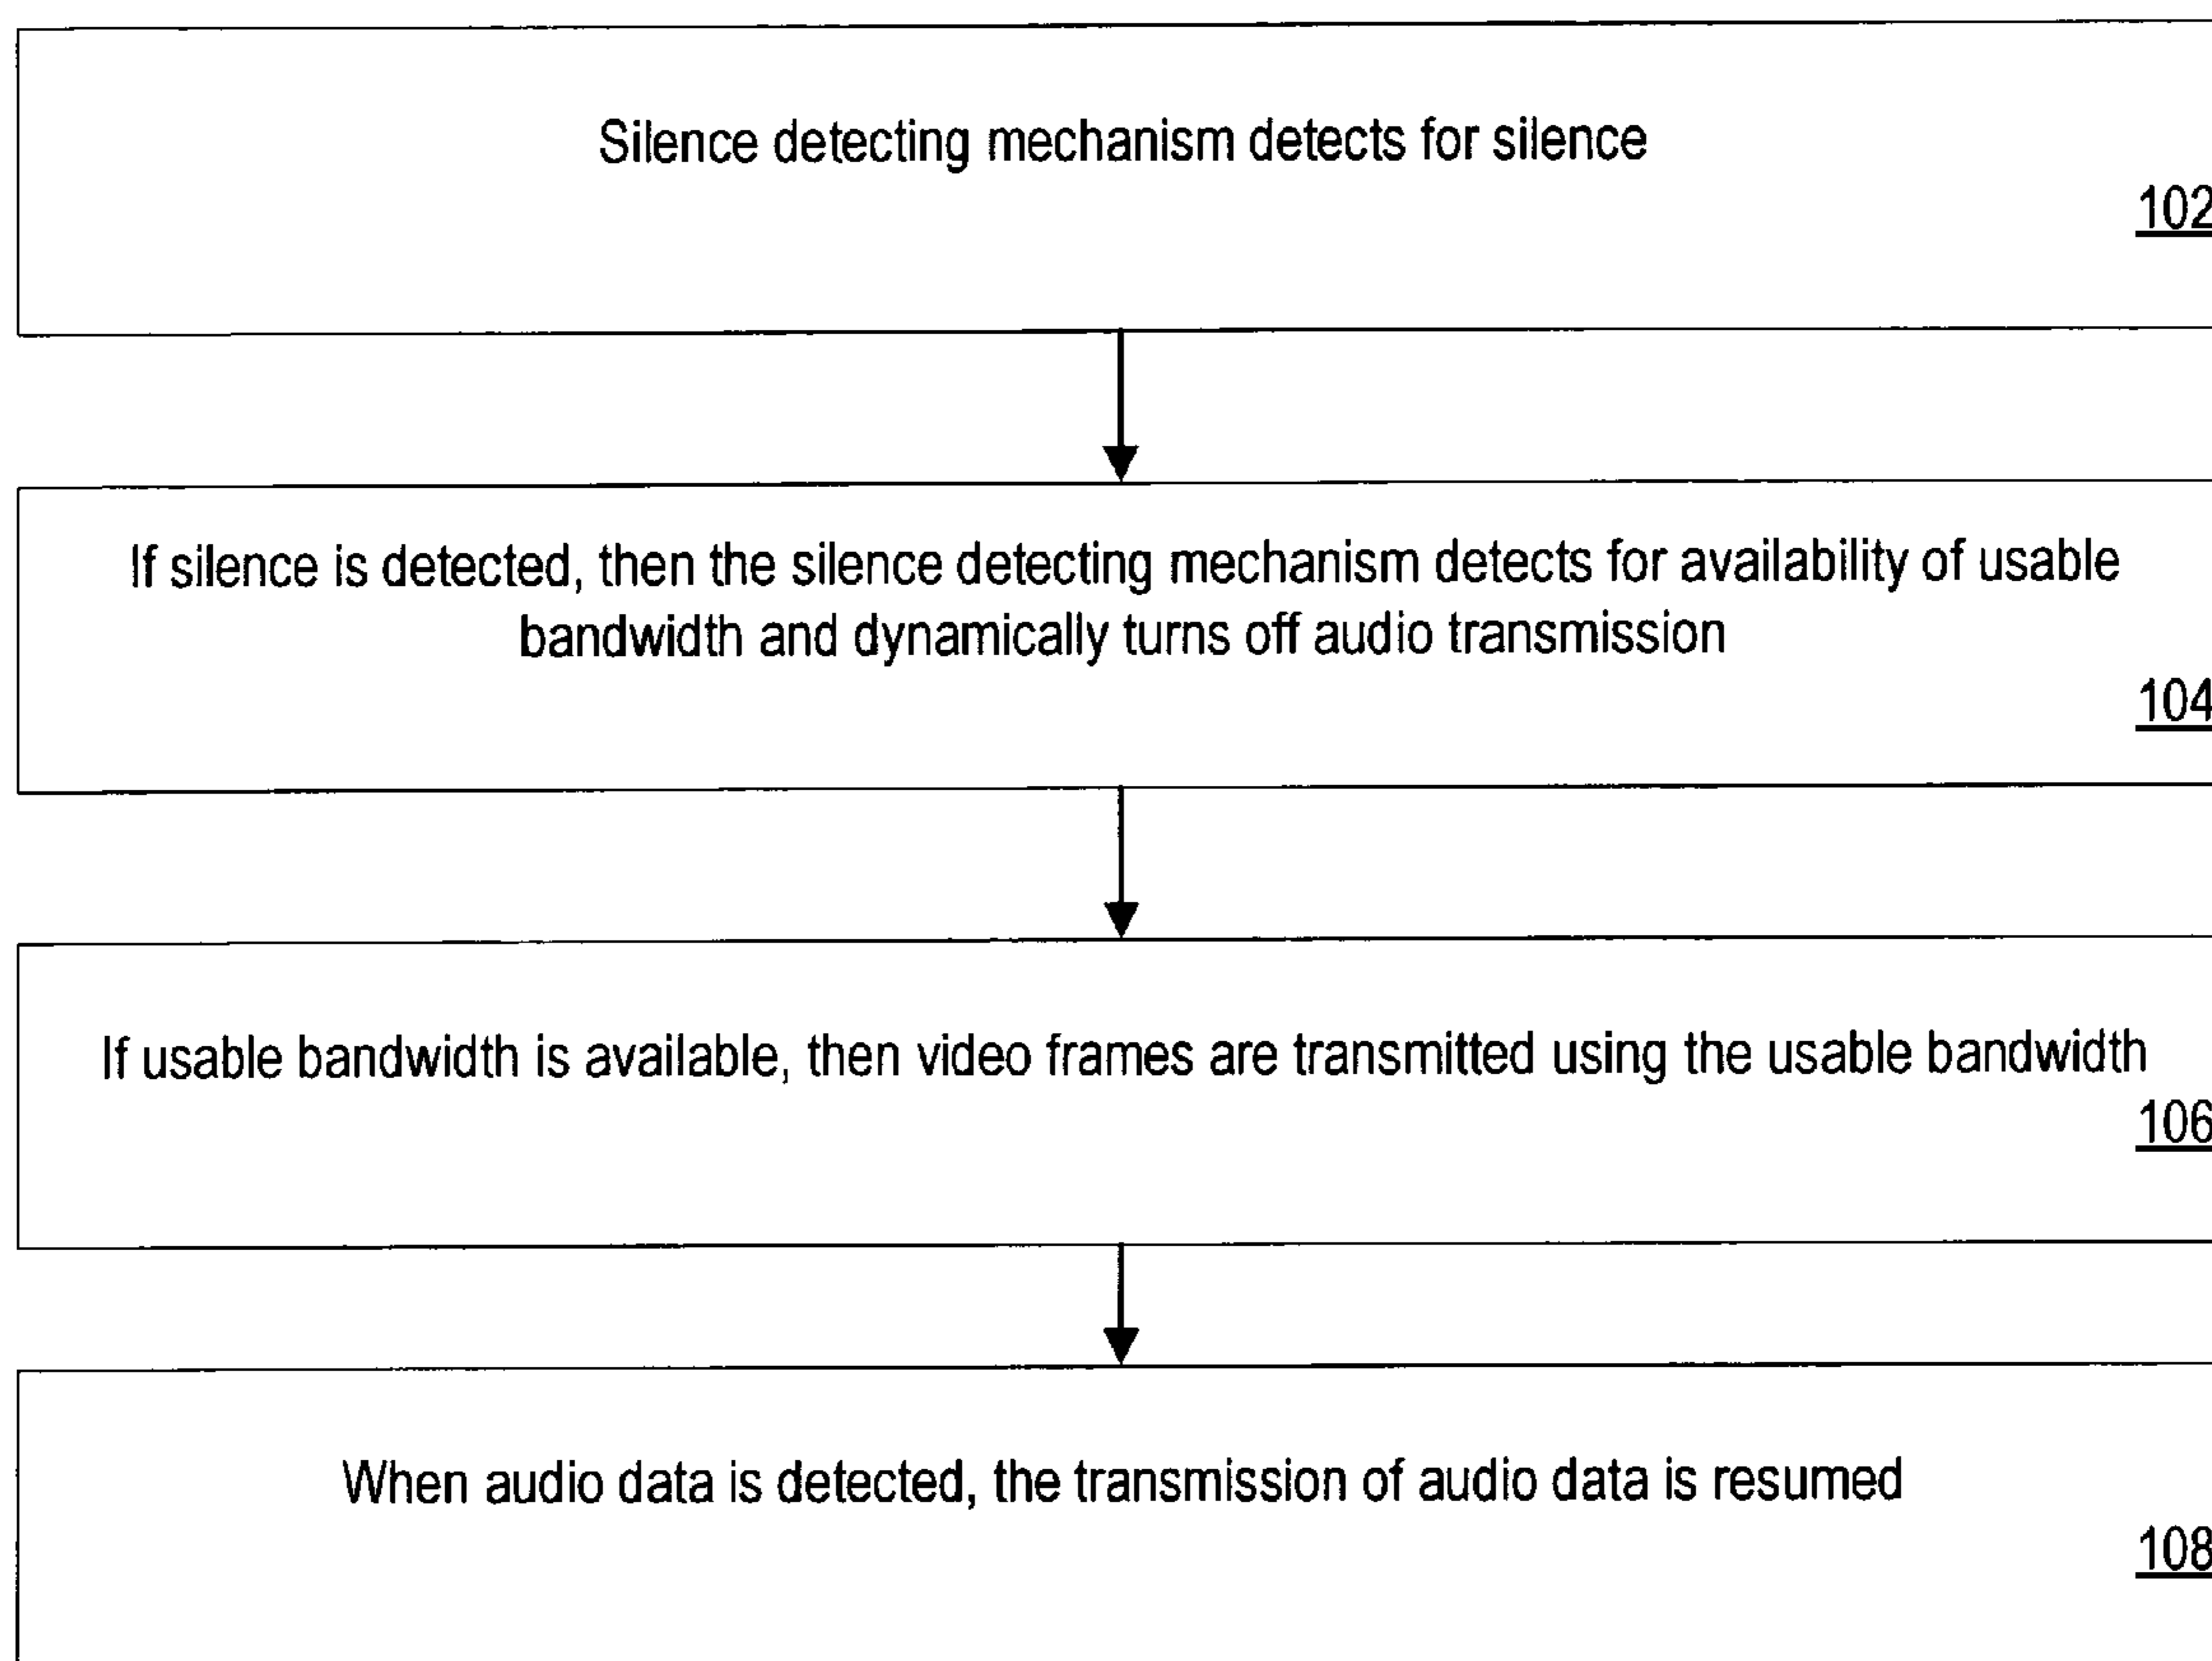 Silence detecting mechanism detects for silence
102
If silence is detected, then the silence detecting mechanism detects for availability of usable
bandwidth and dynamically turns off audio transmission
104
If usable bandwidth is available, then video frames are transmitted using the usable bandwidth
106
When audio data is detected, the transmission of audio data is resumed
108